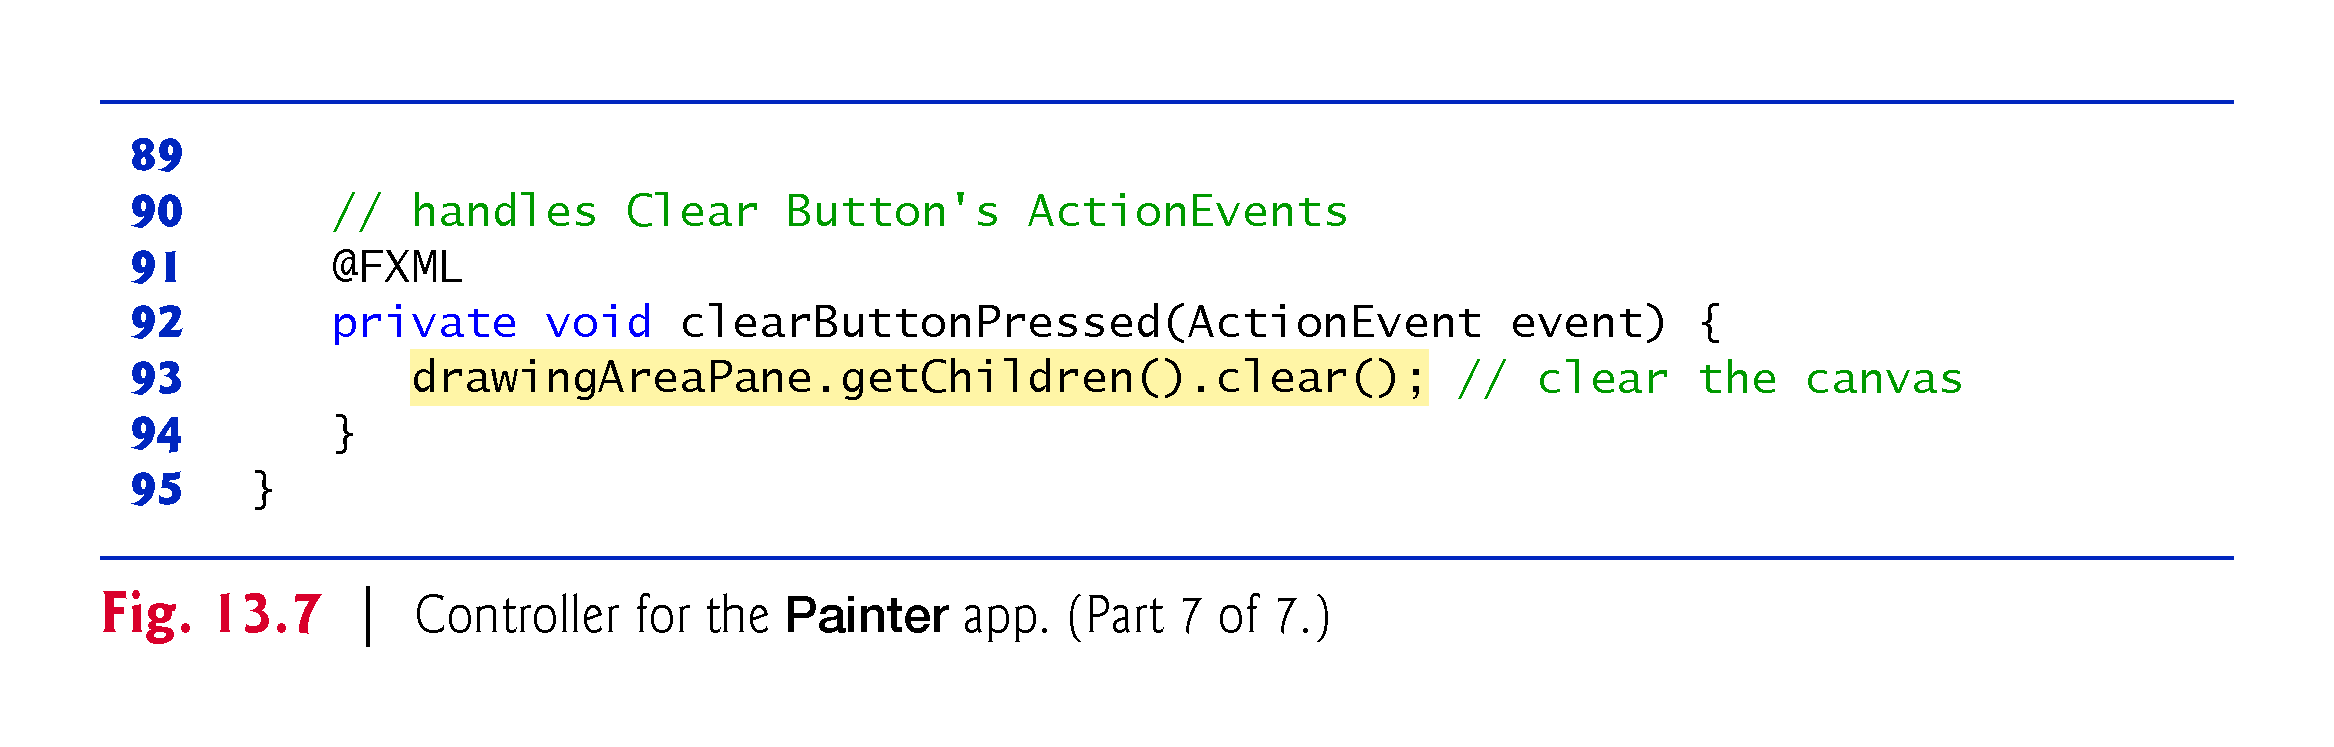 89
90 // handles Clear Button's ActionEvents
91 @FXML
92 private void clearButtonPressed(ActionEvent event) {
93 drawingAreaPane.getChildren().clear(); // clear the canvas
94 }
95 }
Fig. 13.7 | Controller for the Painter app. (Part 7 of 7.)